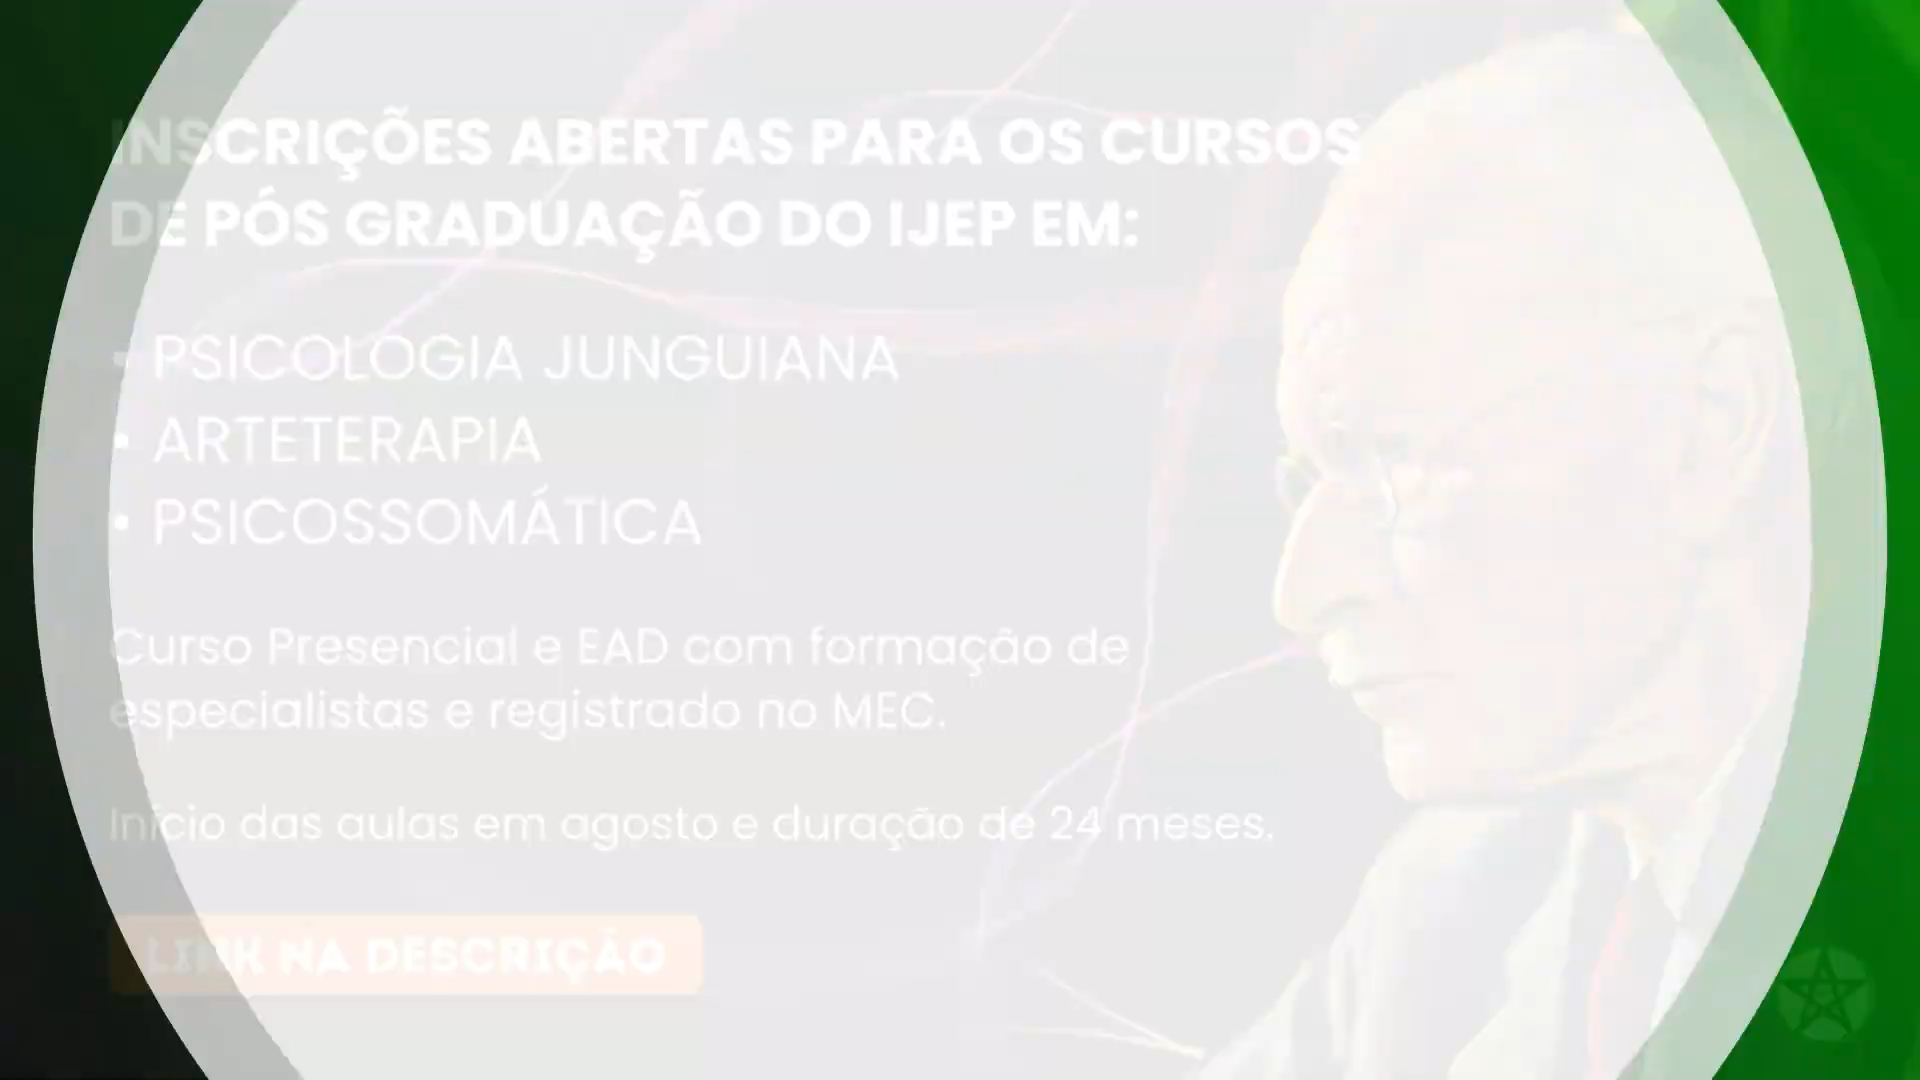 INSCRIÇÕES ABERTAS PARA OS CURSOS
DE PÓS GRADUAÇÃO DO IJEP EM:
• PSICOLOGIA JUNGUIANA
• ARTETERAPIA
• PSICOSSOMÁTICA
Curso Presencial e EAD com formação de
especialistas e registrado no MEC.
Início das aulas em agosto e duração de 24 meses.
LINK NA DESCRIÇÃO